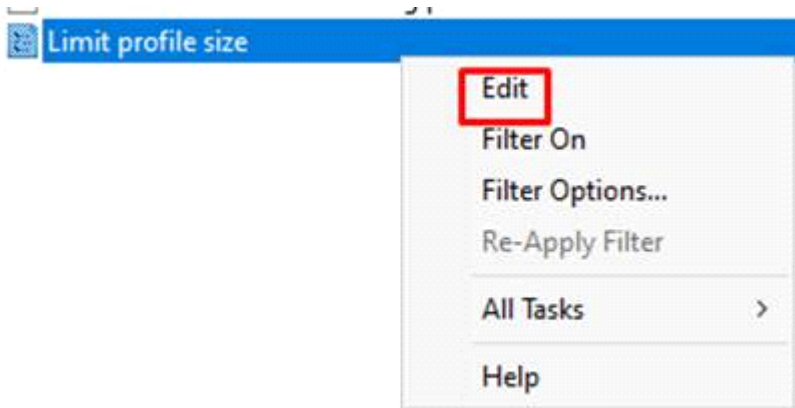 Limit profile size
Edit
Filter On
Filter Options...
Re-Apply Filter
All Tasks >
Help